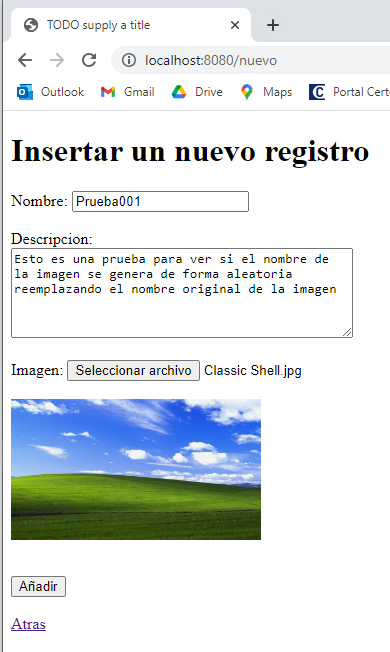 TODO supply a title
localhost:8080/nuevo
Outlook Gmail Drive Maps Portal Cert
Insertar un nuevo registro
Nombre: Prueba001
Descripcion:
Esto es una prueba para ver si el nombre de
la imagen se genera de forma aleatoria
reemplazando el nombre original de la imagen
Imagen: Seleccionar archivo Classic Shell.jpg
Añadir
Atras